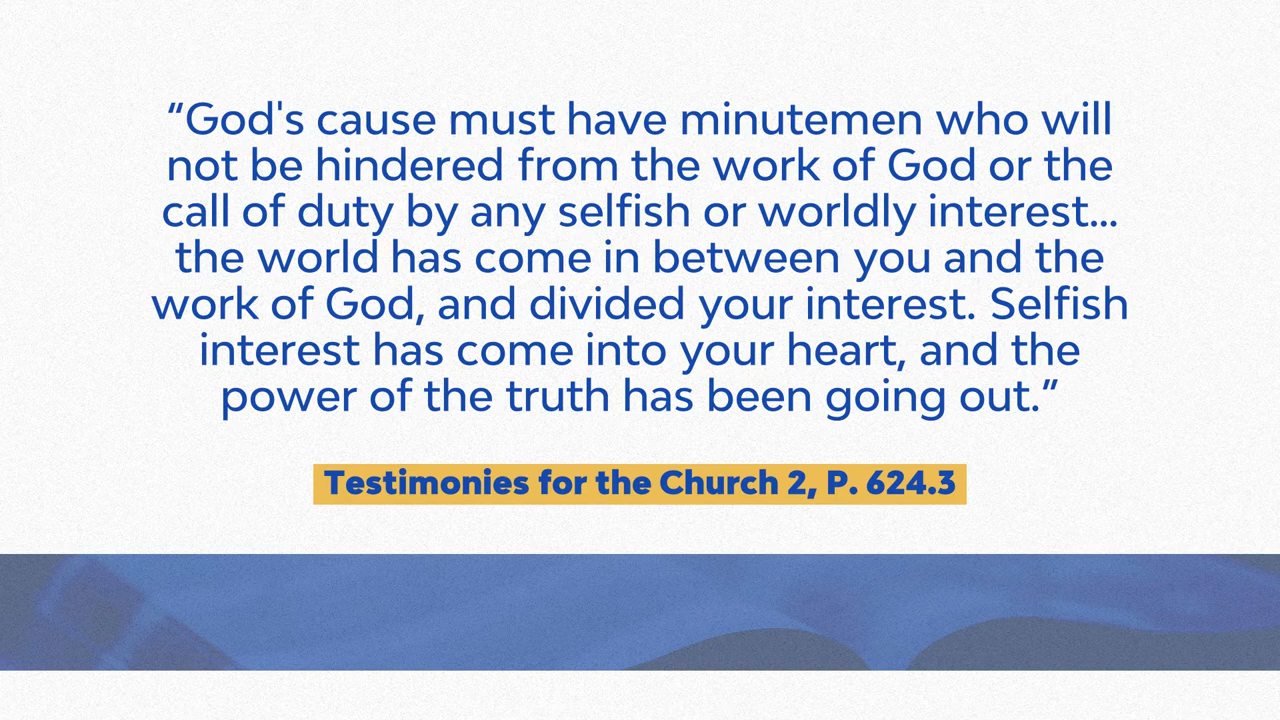 “God's cause must have minutemen who will
not be hindered from the work of God or the
call of duty by any selfish or worldly interest...
the world has come in between you and the
work of God, and divided your interest. Selfish
interest has come into your heart, and the
power of the truth has been going out.”
Testimonies for the Church 2, P. 624.3